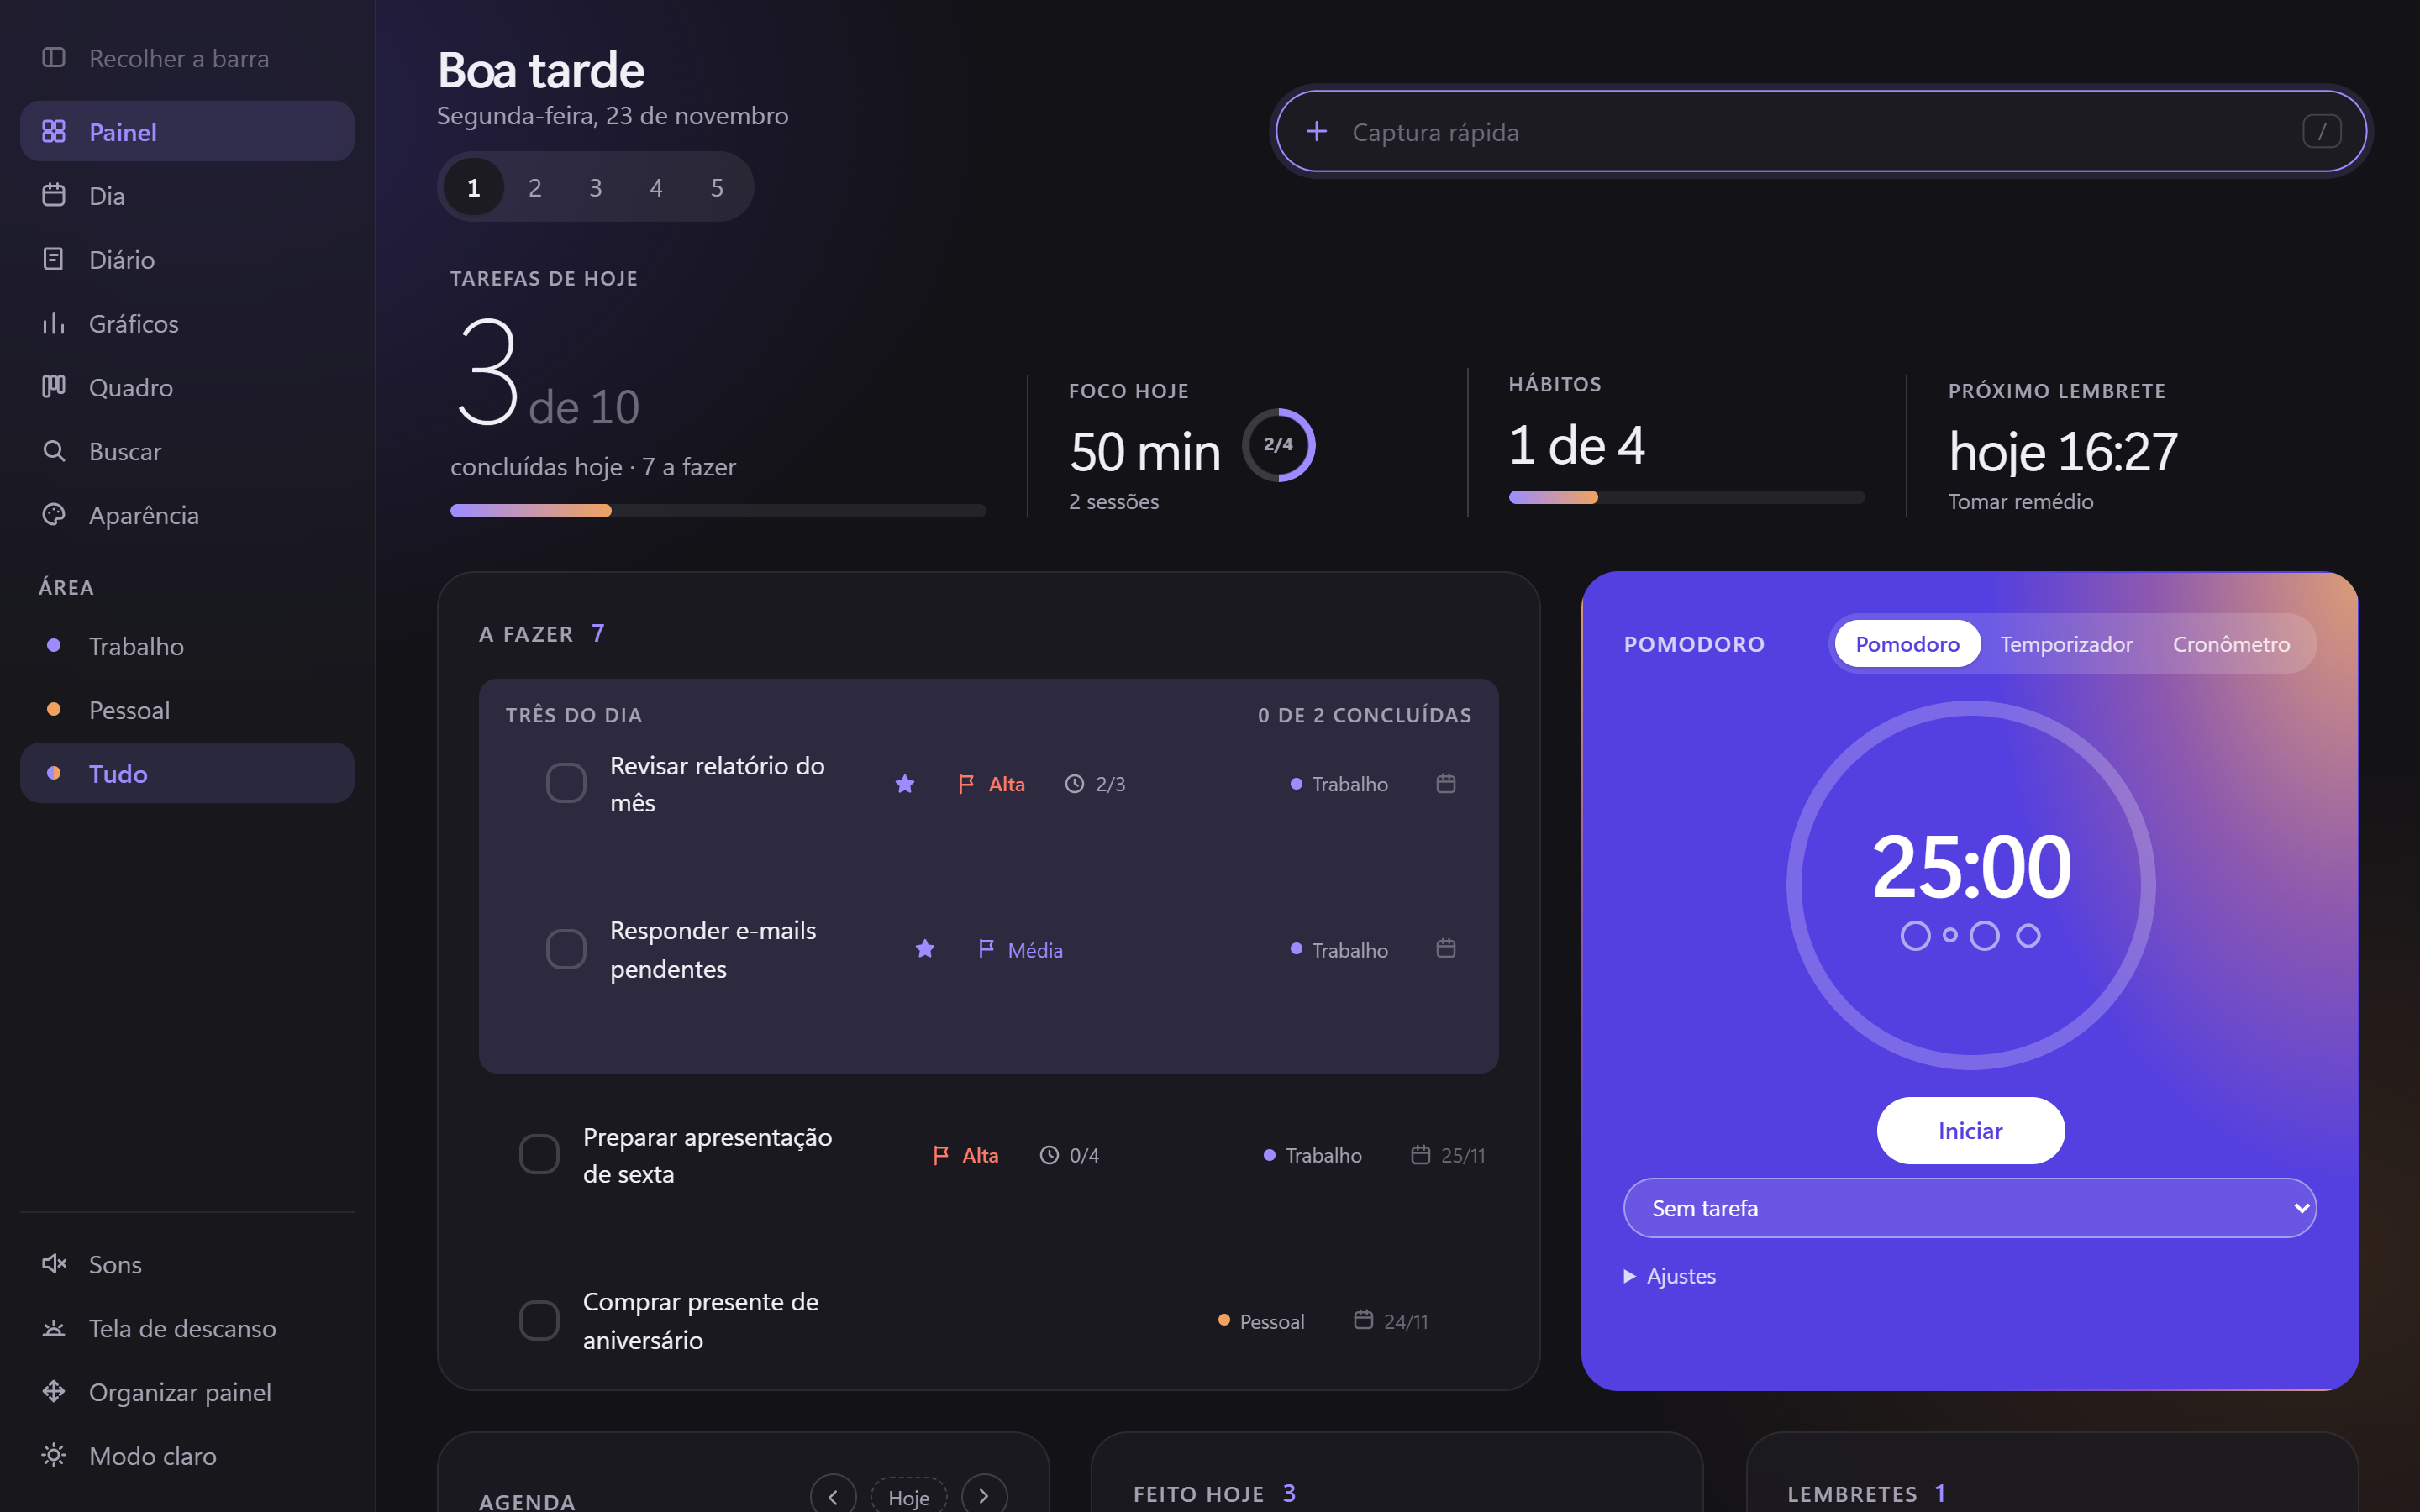 Recolher a barra
Painel
Dia
Diário
Gráficos
Quadro
Buscar
Aparência
ÁREA
Trabalho
Pessoal
Tudo
Sons
Tela de descanso
Organizar painel
Modo claro
Boa tarde
Segunda-feira, 23 de novembro
1 2 3 4 5
Captura rápida /
TAREFAS DE HOJE
3 de 10
concluídas hoje · 7 a fazer
FOCO HOJE
50 min 2/4
2 sessões
HÁBITOS
1 de 4
PRÓXIMO LEMBRETE
hoje 16:27
Tomar remédio
A FAZER 7
TRÊS DO DIA 0 DE 2 CONCLUÍDAS
Revisar relatório do
mês
Alta 2/3 Trabalho
Responder e-mails
pendentes
Média Trabalho
Preparar apresentação
de sexta
Alta 0/4 Trabalho 25/11
Comprar presente de
aniversário
Pessoal 24/11
POMODORO Pomodoro Temporizador Cronômetro
25:00
Iniciar
Sem tarefa
Ajustes
AGENDA Hoje
FEITO HOJE 3
LEMBRETES 1